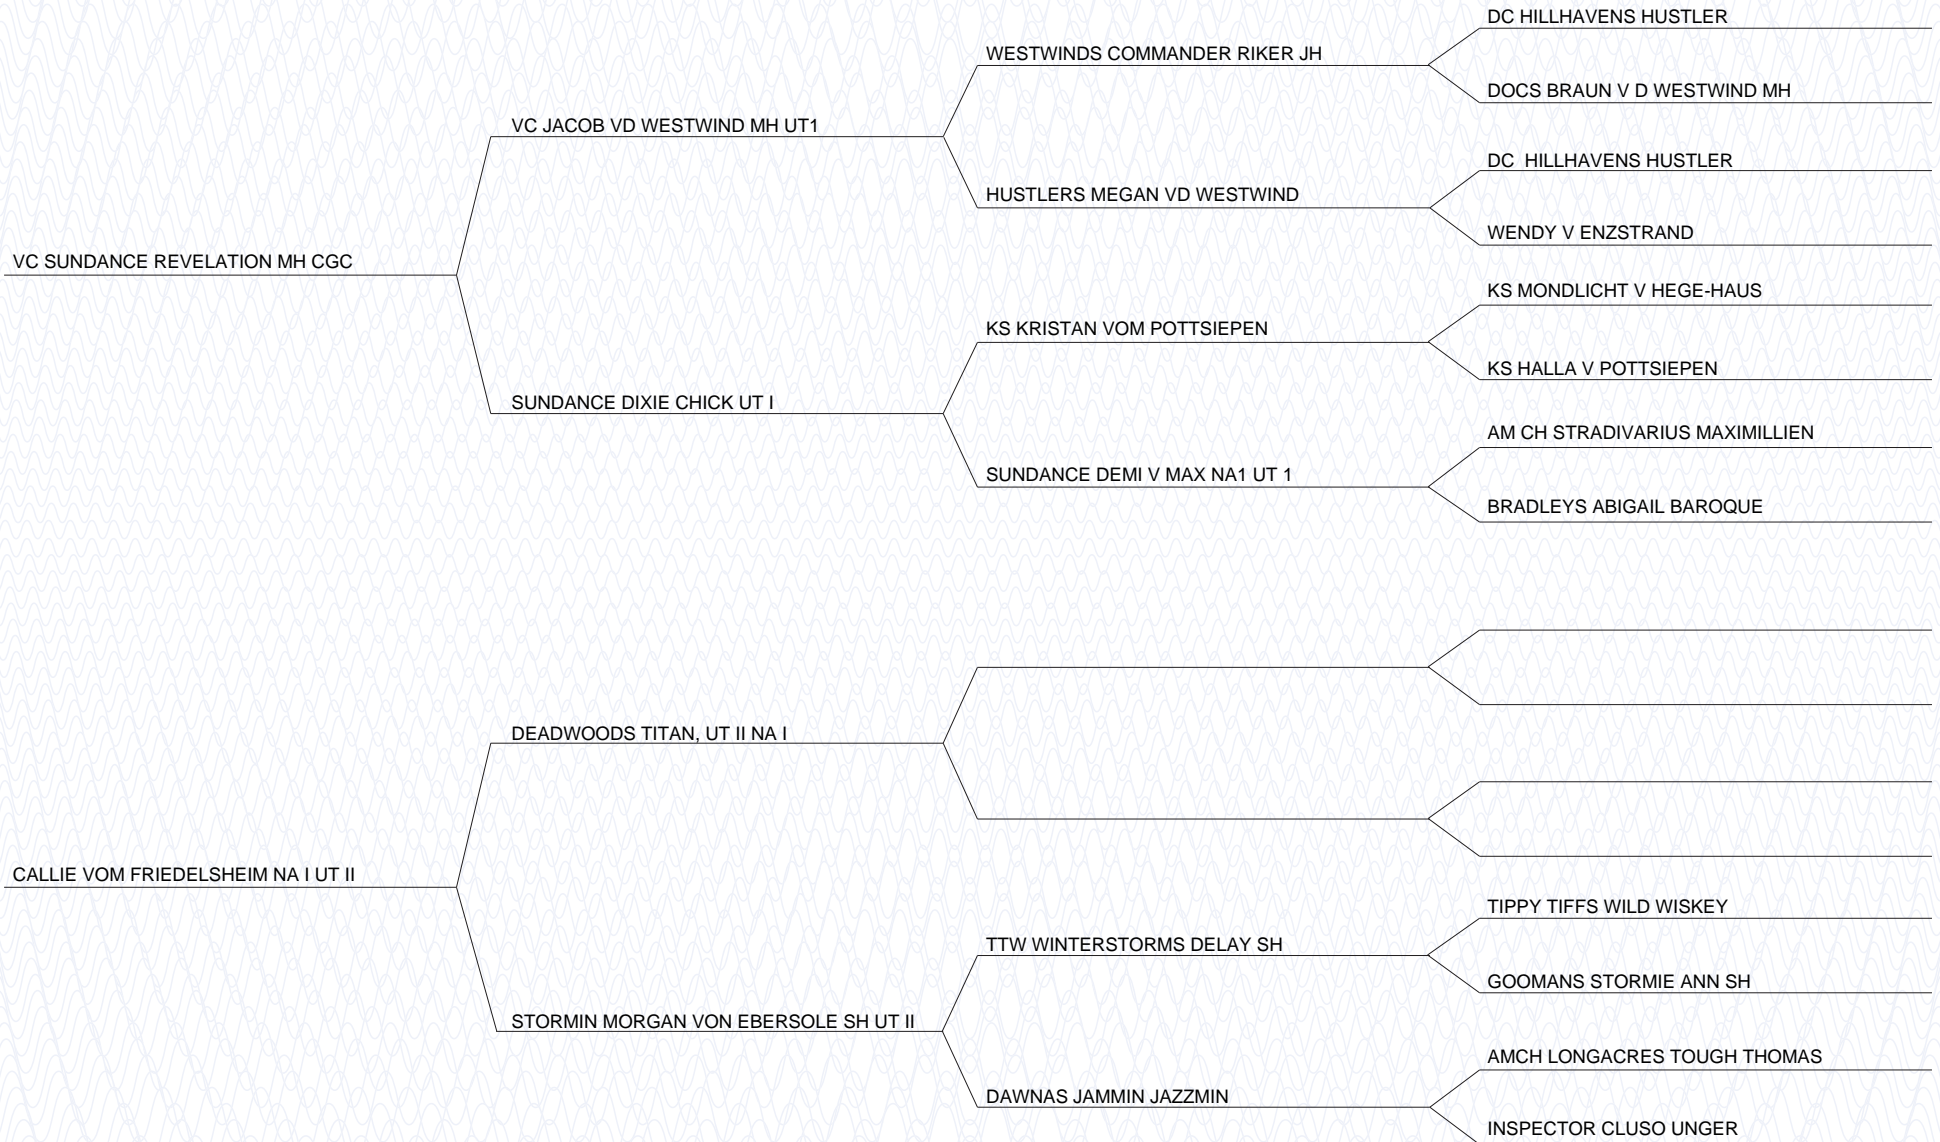 DC HILLHAVENS HUSTLER
WESTWINDS COMMANDER RIKER JH
DOCS BRAUN V D WESTWIND MH
VC JACOB VD WESTWIND MH UT1
DC  HILLHAVENS HUSTLER
HUSTLERS MEGAN VD WESTWIND
WENDY V ENZSTRAND
VC SUNDANCE REVELATION MH CGC
KS MONDLICHT V HEGE-HAUS
KS KRISTAN VOM POTTSIEPEN
KS HALLA V POTTSIEPEN
SUNDANCE DIXIE CHICK UT I
AM CH STRADIVARIUS MAXIMILLIEN
SUNDANCE DEMI V MAX NA1 UT 1
BRADLEYS ABIGAIL BAROQUE
DEADWOODS TITAN, UT II NA I
CALLIE VOM FRIEDELSHEIM NA I UT II
TIPPY TIFFS WILD WISKEY
TTW WINTERSTORMS DELAY SH
GOOMANS STORMIE ANN SH
STORMIN MORGAN VON EBERSOLE SH UT II
AMCH LONGACRES TOUGH THOMAS
DAWNAS JAMMIN JAZZMIN
INSPECTOR CLUSO UNGER